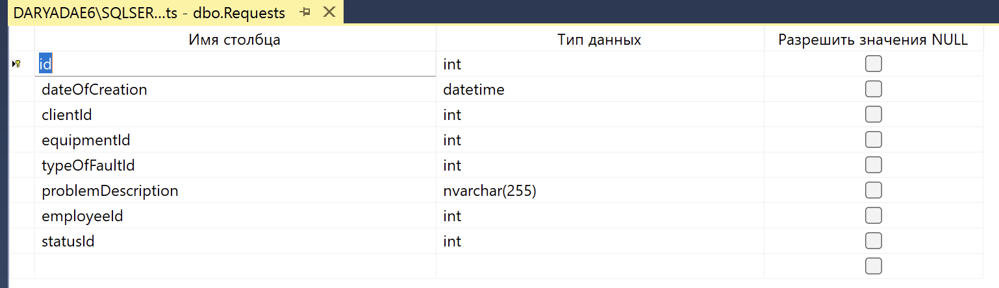 DARYADAE6\SQLSER...ts - dbo.Requests
Имя столбца Тип данных Разрешить значения NULL
id int
dateOfCreation datetime
clientId int
equipmentId int
typeOfFaultId int
problemDescription nvarchar(255)
employeeId int
statusId int